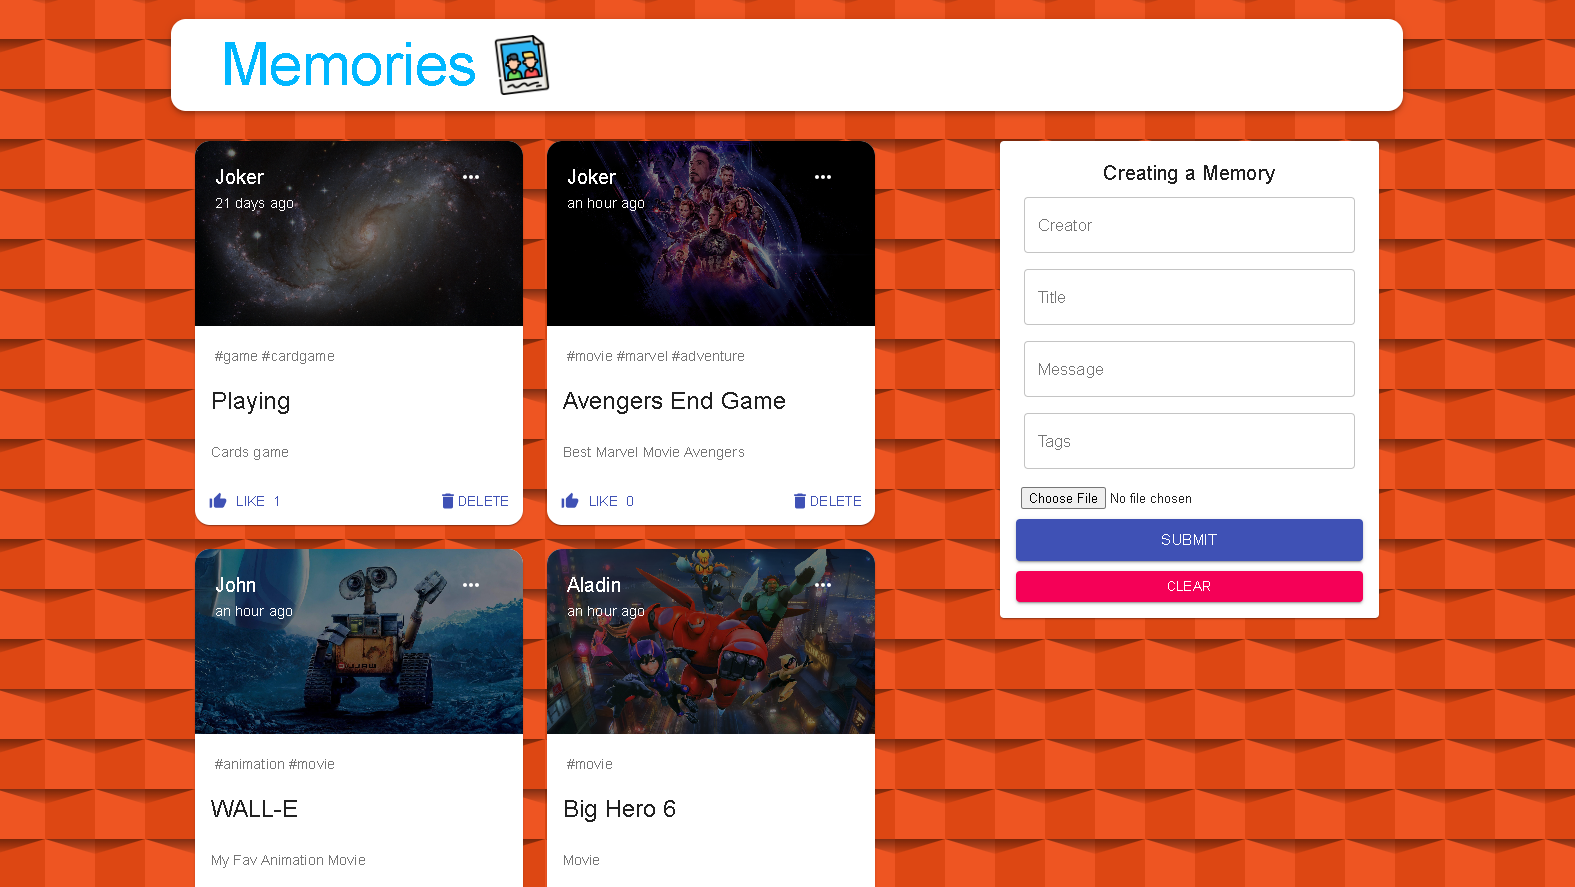 Memories
Joker
21 days ago
#game #cardgame
Playing
Cards game
LIKE 1
DELETE
Joker
an hour ago
#movie #marvel #adventure
Avengers End Game
Best Marvel Movie Avengers
LIKE 0
DELETE
John
an hour ago
#animation #movie
WALL-E
My Fav Animation Movie
Aladin
an hour ago
#movie
Big Hero 6
Movie
Creating a Memory
Creator
Title
Message
Tags
Choose File No file chosen
SUBMIT
CLEAR